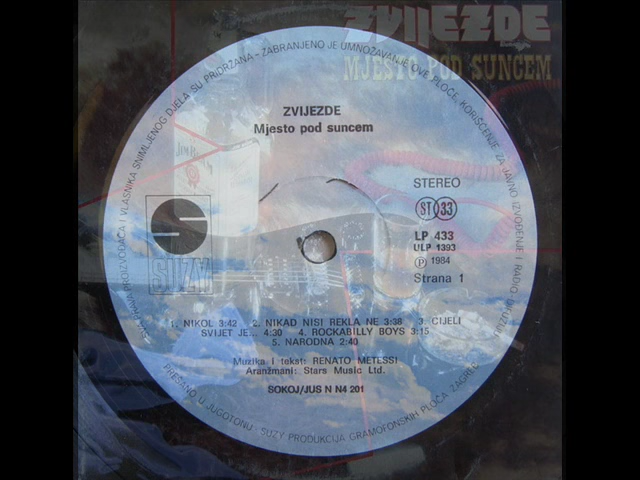 ZVIJEZDE
MJESTO POD SUNCEM
SVA PRAVA PROIZVOĐAČA I VLASNIKA SNIMLJENOG DJELA SU PRIDRŽANA - ZABRANJENO JE UMNOŽAVANJE OVE PLOČE, KORIŠĆENJE ZA JAVNO IZVOĐENJE I RADIO
ZVIJEZDE
Mjesto pod suncem
STEREO
ST 33
LP 433
ULP 1393
Ⓟ 1984
Strana 1
SUZY
1. NIKOL 3:42 2. NIKAD NISI REKLA NE 3:38 3. CIJELI
SVIJET JE... 4:30 4. ROCKABILLY BOYS 3:15
5. NARODNA 2:40
Muzika i tekst: RENATO METESSI
Aranžmani: Stars Music Ltd.
SOKOJ/JUS N N4 201
PREŠANO U JUGOTONU - SUZY PRODUKCIJA GRAMOFONSKIH PLOČA ZAGREB